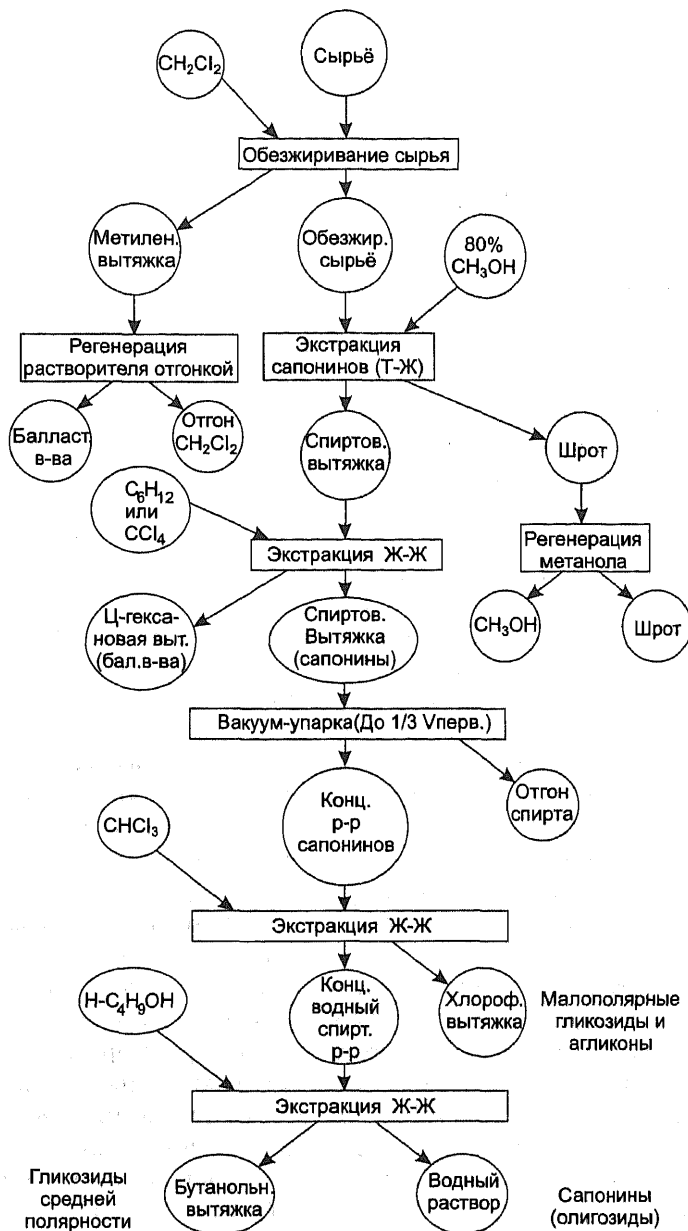 CH₂Cl₂
Сырьё
Обезжиривание сырья
Метилен.
вытяжка
Обезжир.
сырьё
80%
CH₃OH
Регенерация
растворителя отгонкой
Экстракция
сапонинов (Т-Ж)
Балласт.
в-ва
Отгон
CH₂Cl₂
Спиртов.
вытяжка
Шрот
C₆H₁₂
или
CCl₄
Экстракция Ж-Ж
Регенерация
метанола
Ц-гекса-
новая выт.
(бал.в-ва)
Спиртов.
Вытяжка
(сапонины)
CH₃OH
Шрот
Вакуум-упарка(До 1/3 Vперв.)
Конц.
р-р
сапонинов
Отгон
спирта
CHCl₃
Экстракция Ж-Ж
Н-C₄H₉OH
Конц.
водный
спирт.
р-р
Хлороф.
вытяжка
Малополярные
гликозиды и
агликоны
Экстракция Ж-Ж
Гликозиды
средней
полярности
Бутанольн.
вытяжка
Водный
раствор
Сапонины
(олигозиды)